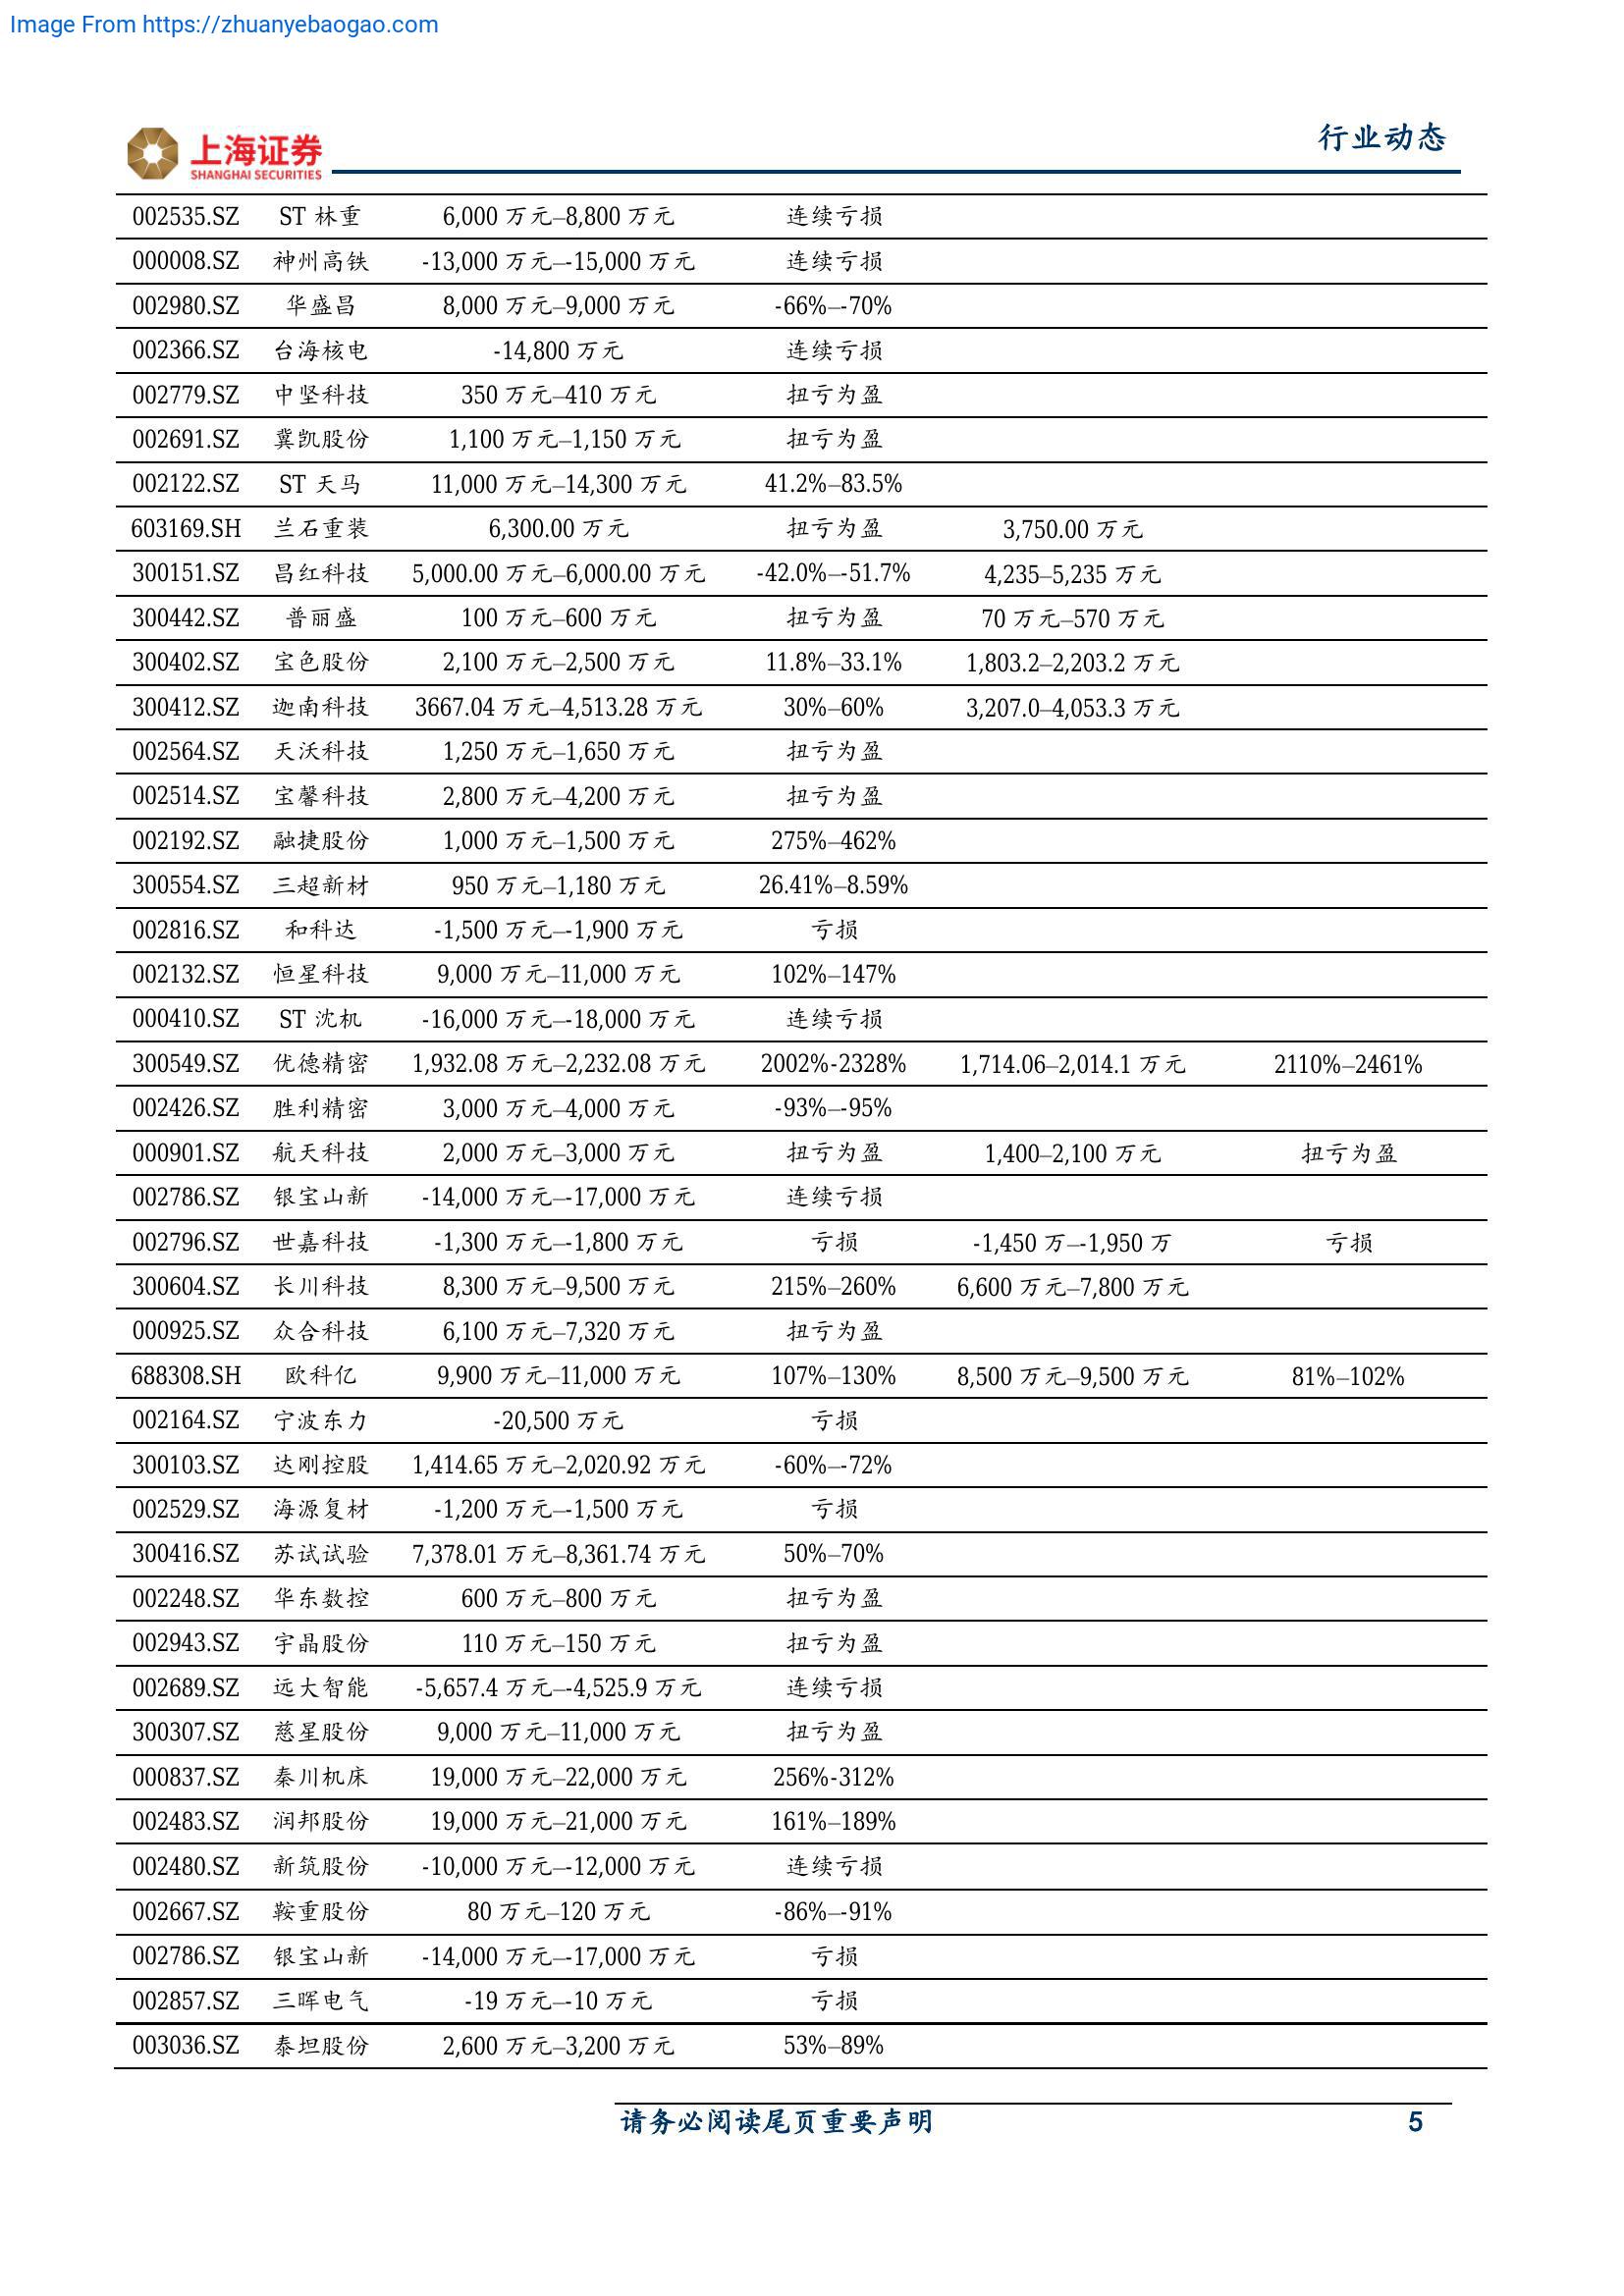 Image From https://zhuanyebaogao.com
上海证券
SHANGHAI SECURITIES
行业动态
002535.SZ ST 林重 6,000 万元–8,800 万元 连续亏损
000008.SZ 神州高铁 -13,000 万元–-15,000 万元 连续亏损
002980.SZ 华盛昌 8,000 万元–9,000 万元 -66%–-70%
002366.SZ 台海核电 -14,800 万元 连续亏损
002779.SZ 中坚科技 350 万元–410 万元 扭亏为盈
002691.SZ 冀凯股份 1,100 万元–1,150 万元 扭亏为盈
002122.SZ ST 天马 11,000 万元–14,300 万元 41.2%–83.5%
603169.SH 兰石重装 6,300.00 万元 扭亏为盈 3,750.00 万元
300151.SZ 昌红科技 5,000.00 万元–6,000.00 万元 -42.0%–-51.7% 4,235–5,235 万元
300442.SZ 普丽盛 100 万元–600 万元 扭亏为盈 70 万元–570 万元
300402.SZ 宝色股份 2,100 万元–2,500 万元 11.8%–33.1% 1,803.2–2,203.2 万元
300412.SZ 迦南科技 3667.04 万元–4,513.28 万元 30%–60% 3,207.0–4,053.3 万元
002564.SZ 天沃科技 1,250 万元–1,650 万元 扭亏为盈
002514.SZ 宝馨科技 2,800 万元–4,200 万元 扭亏为盈
002192.SZ 融捷股份 1,000 万元–1,500 万元 275%–462%
300554.SZ 三超新材 950 万元–1,180 万元 26.41%–8.59%
002816.SZ 和科达 -1,500 万元–-1,900 万元 亏损
002132.SZ 恒星科技 9,000 万元–11,000 万元 102%–147%
000410.SZ ST 沈机 -16,000 万元–-18,000 万元 连续亏损
300549.SZ 优德精密 1,932.08 万元–2,232.08 万元 2002%-2328% 1,714.06–2,014.1 万元 2110%–2461%
002426.SZ 胜利精密 3,000 万元–4,000 万元 -93%–-95%
000901.SZ 航天科技 2,000 万元–3,000 万元 扭亏为盈 1,400–2,100 万元 扭亏为盈
002786.SZ 银宝山新 -14,000 万元–-17,000 万元 连续亏损
002796.SZ 世嘉科技 -1,300 万元–-1,800 万元 亏损 -1,450 万–-1,950 万 亏损
300604.SZ 长川科技 8,300 万元–9,500 万元 215%–260% 6,600 万元–7,800 万元
000925.SZ 众合科技 6,100 万元–7,320 万元 扭亏为盈
688308.SH 欧科亿 9,900 万元–11,000 万元 107%–130% 8,500 万元–9,500 万元 81%–102%
002164.SZ 宁波东力 -20,500 万元 亏损
300103.SZ 达刚控股 1,414.65 万元–2,020.92 万元 -60%–-72%
002529.SZ 海源复材 -1,200 万元–-1,500 万元 亏损
300416.SZ 苏试试验 7,378.01 万元–8,361.74 万元 50%–70%
002248.SZ 华东数控 600 万元–800 万元 扭亏为盈
002943.SZ 宇晶股份 110 万元–150 万元 扭亏为盈
002689.SZ 远大智能 -5,657.4 万元–-4,525.9 万元 连续亏损
300307.SZ 慈星股份 9,000 万元–11,000 万元 扭亏为盈
000837.SZ 秦川机床 19,000 万元–22,000 万元 256%-312%
002483.SZ 润邦股份 19,000 万元–21,000 万元 161%–189%
002480.SZ 新筑股份 -10,000 万元–-12,000 万元 连续亏损
002667.SZ 鞍重股份 80 万元–120 万元 -86%–-91%
002786.SZ 银宝山新 -14,000 万元–-17,000 万元 亏损
002857.SZ 三晖电气 -19 万元–-10 万元 亏损
003036.SZ 泰坦股份 2,600 万元–3,200 万元 53%–89%
请务必阅读尾页重要声明 5